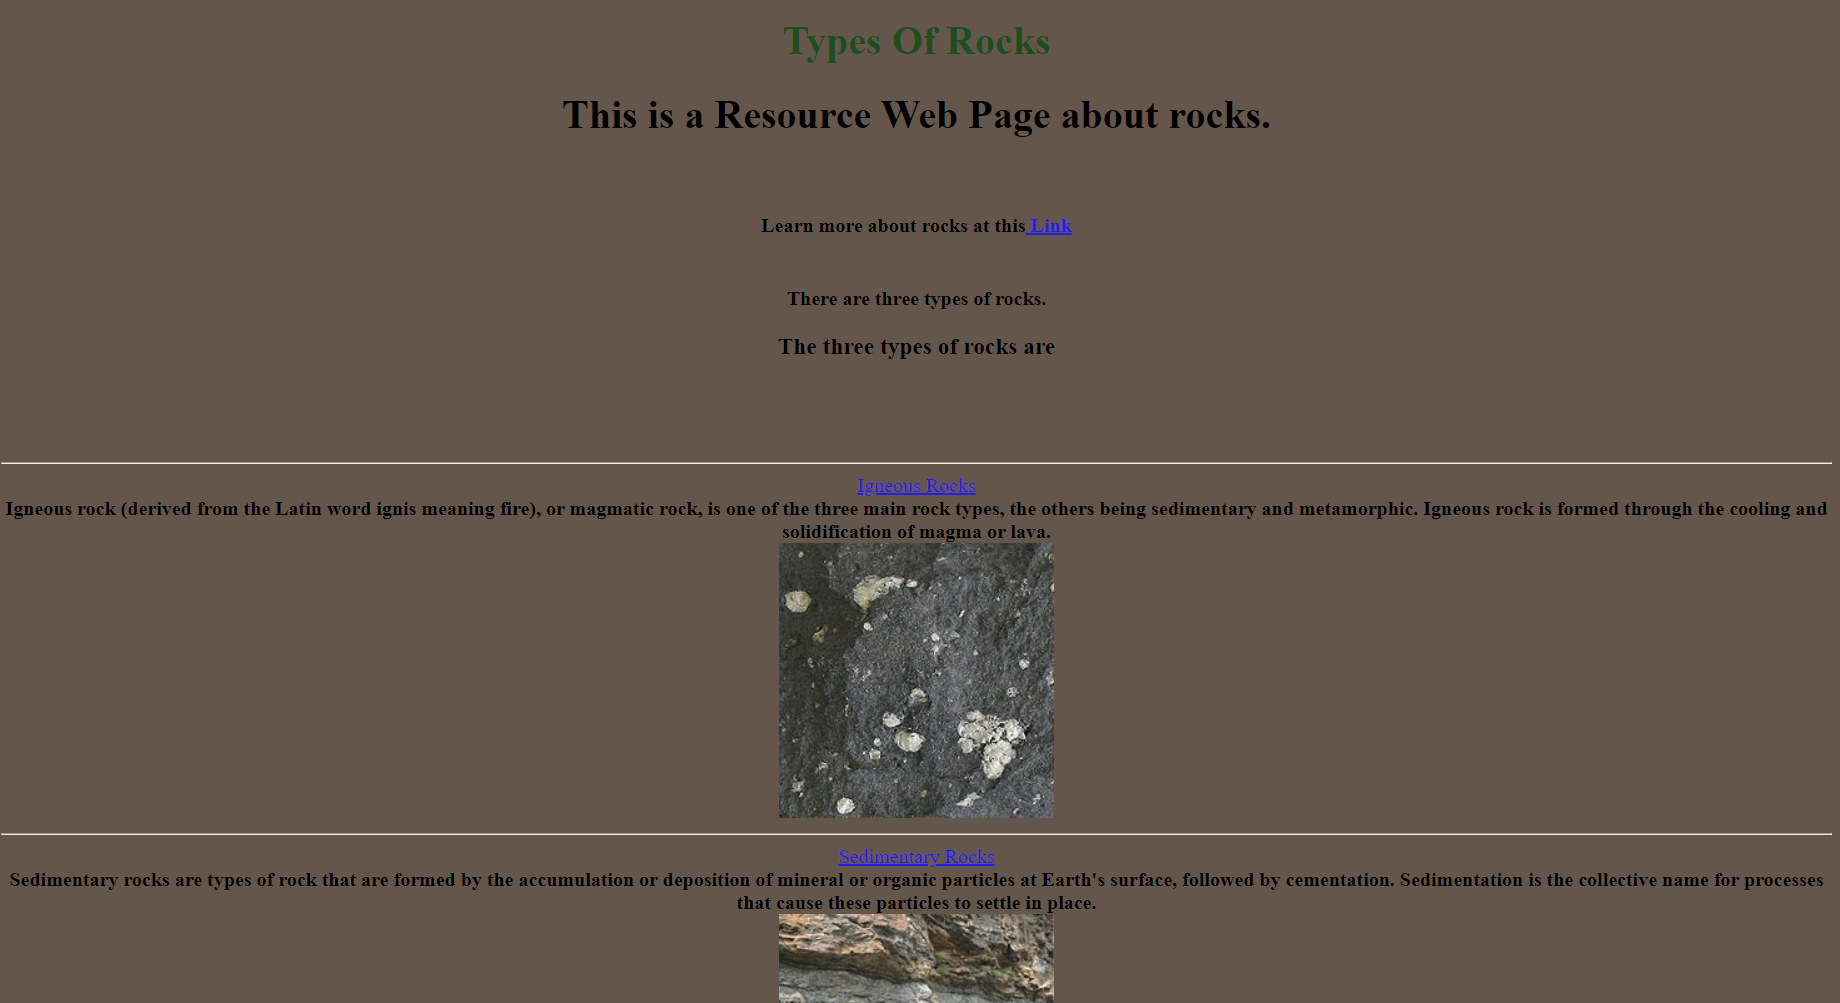 Types Of Rocks
This is a Resource Web Page about rocks.
Learn more about rocks at this Link
There are three types of rocks.
The three types of rocks are
Igneous Rocks
Igneous rock (derived from the Latin word ignis meaning fire), or magmatic rock, is one of the three main rock types, the others being sedimentary and metamorphic. Igneous rock is formed through the cooling and
solidification of magma or lava.
Sedimentary Rocks
Sedimentary rocks are types of rock that are formed by the accumulation or deposition of mineral or organic particles at Earth's surface, followed by cementation. Sedimentation is the collective name for processes
that cause these particles to settle in place.